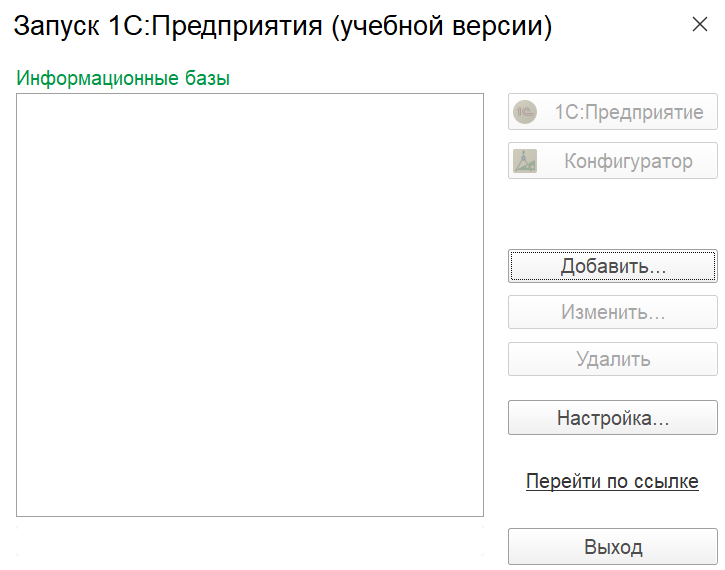 Запуск 1С:Предприятия (учебной версии)
Информационные базы
1С:Предприятие
Конфигуратор
Добавить...
Изменить...
Удалить
Настройка...
Перейти по ссылке
Выход